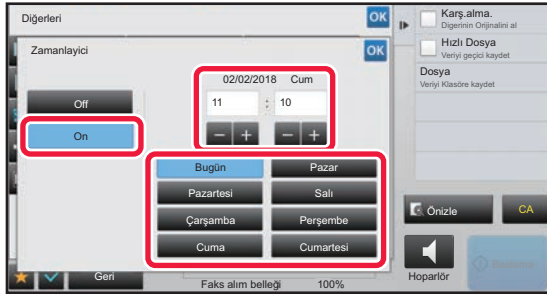 Diğerleri
OK
Zamanlayici
OK
02/02/2018 Cum
11 : 10
Off
On
Bugün
Pazar
Pazartesi
Salı
Çarşamba
Perşembe
Cuma
Cumartesi
Geri
Faks alım belleği 100%
Karş.alma.
Digerinin Orijinalini al
Hızlı Dosya
Veriyi geçici kaydet
Dosya
Veriyi Klasöre kaydet
Önizle
CA
Hoparlör